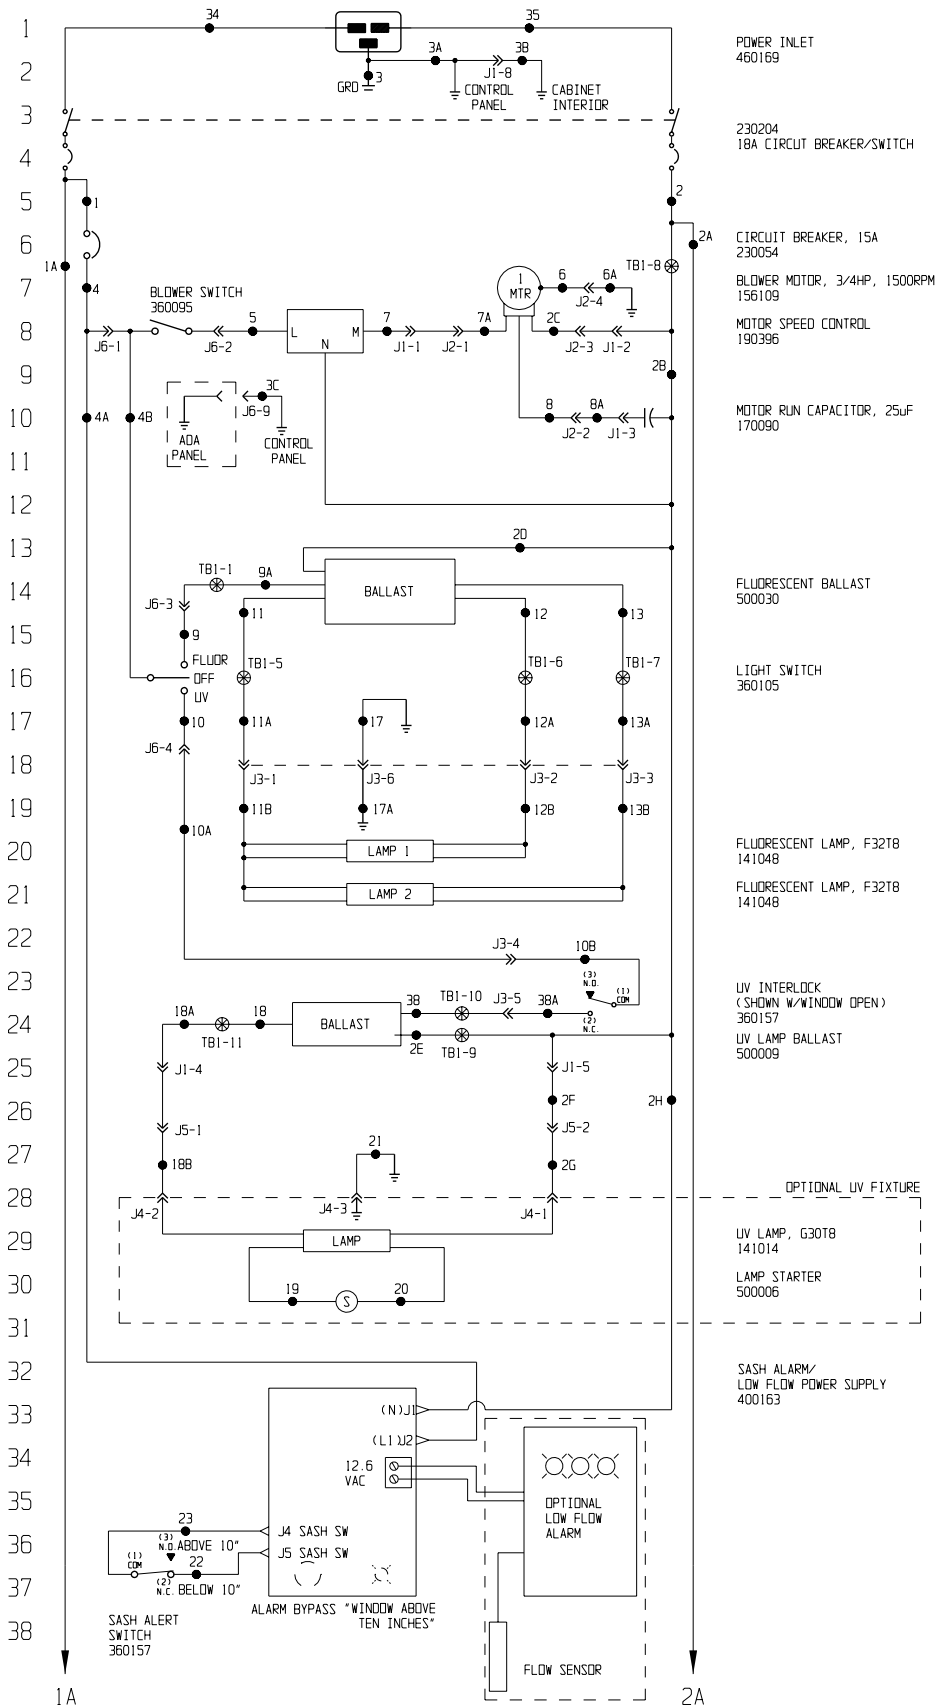 1
34
35
POWER INLET
460169
2
3A
3B
3
J1-8
GRD
CONTROL
PANEL
CABINET
INTERIOR
3
230204
18A CIRCUT BREAKER/SWITCH
4
5
1
2
6
2A
CIRCUIT BREAKER, 15A
230054
1A
TB1-8
7
4
BLOWER SWITCH
360095
1
MTR
6
6A
J2-4
BLOWER MOTOR, 3/4HP, 1500RPM
156109
8
J6-1
J6-2
5
L
M
N
7
J1-1
J2-1
7A
2C
J2-3
J1-2
MOTOR SPEED CONTROL
190396
9
2B
3C
J6-9
10
4A
4B
ADA
PANEL
CONTROL
PANEL
8
8A
J2-2
J1-3
MOTOR RUN CAPACITOR, 25uF
170090
11
12
13
2D
14
TB1-1
9A
BALLAST
FLUORESCENT BALLAST
500030
J6-3
11
12
13
15
9
FLUOR
TB1-5
TB1-6
TB1-7
16
OFF
LIGHT SWITCH
360105
UV
17
10
11A
17
12A
13A
J6-4
18
J3-1
J3-6
J3-2
J3-3
19
11B
17A
12B
13B
10A
20
LAMP 1
FLUORESCENT LAMP, F32T8
141048
21
LAMP 2
FLUORESCENT LAMP, F32T8
141048
22
J3-4
10B
23
(3)
N.O.
(1)
COM
UV INTERLOCK
(SHOWN W/WINDOW OPEN)
360157
18A
18
38
TB1-10
J3-5
38A
(2)
N.C.
24
TB1-11
BALLAST
2E
TB1-9
UV LAMP BALLAST
500009
25
J1-4
J1-5
26
2F
2H
J5-1
J5-2
27
18B
21
2G
28
OPTIONAL UV FIXTURE
J4-2
J4-3
J4-1
29
LAMP
UV LAMP, G30T8
141014
30
19
S
20
LAMP STARTER
500006
31
32
SASH ALARM/
LOW FLOW POWER SUPPLY
400163
33
(N)J1
34
(L1)J2
12.6
VAC
35
OPTIONAL
LOW FLOW
ALARM
23
J4 SASH SW
36
(3)
N.O. ABOVE 10"
(1)
COM
22
J5 SASH SW
37
(2)
N.C. BELOW 10"
ALARM BYPASS "WINDOW ABOVE
TEN INCHES"
38
SASH ALERT
SWITCH
360157
FLOW SENSOR
1A
2A